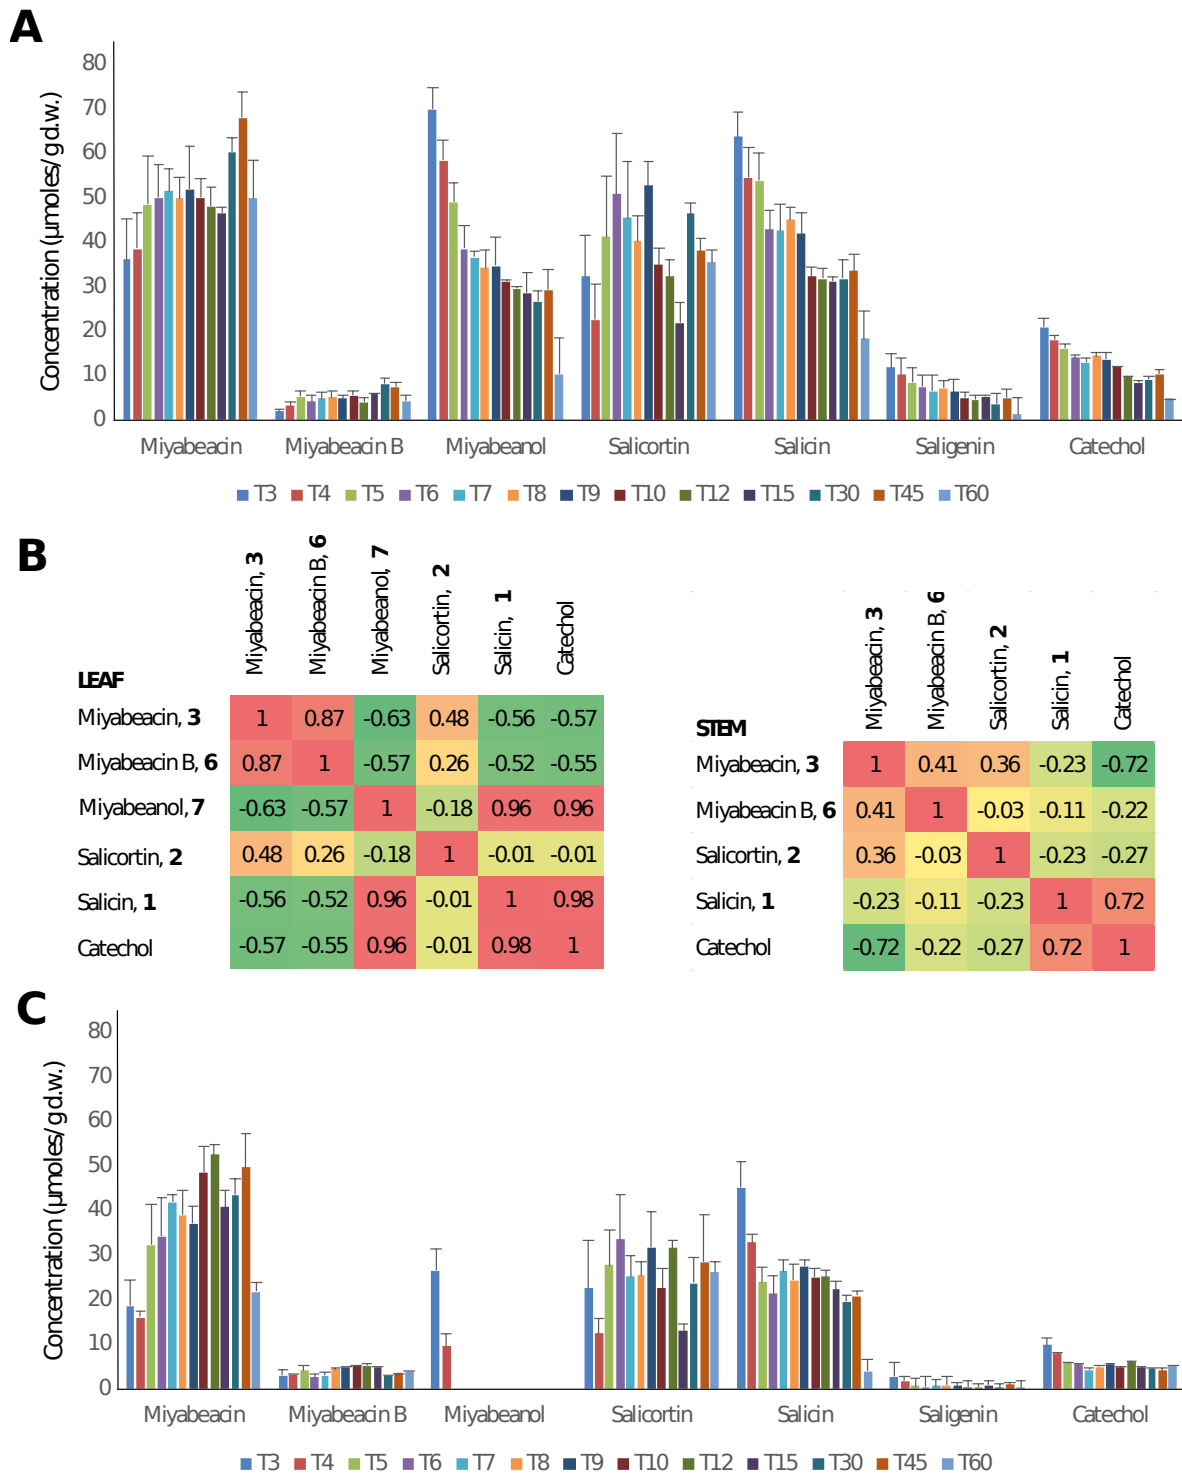 A
Concentration (µmoles/ g d.w.)
80
70
60
50
40
30
20
10
0
Miyabeacin Miyabeacin B Miyabeanol Salicortin Salicin Saligenin Catechol
T3 T4 T5 T6 T7 T8 T9 T10 T12 T15 T30 T45 T60
B
LEAF
Miyabeacin, 3 Miyabeacin B, 6 Miyabeanol, 7 Salicortin, 2 Salicin, 1 Catechol
Miyabeacin, 3 1 0.87 -0.63 0.48 -0.56 -0.57
Miyabeacin B, 6 0.87 1 -0.57 0.26 -0.52 -0.55
Miyabeanol, 7 -0.63 -0.57 1 -0.18 0.96 0.96
Salicortin, 2 0.48 0.26 -0.18 1 -0.01 -0.01
Salicin, 1 -0.56 -0.52 0.96 -0.01 1 0.98
Catechol -0.57 -0.55 0.96 -0.01 0.98 1
STEM
Miyabeacin, 3 Miyabeacin B, 6 Salicortin, 2 Salicin, 1 Catechol
Miyabeacin, 3 1 0.41 0.36 -0.23 -0.72
Miyabeacin B, 6 0.41 1 -0.03 -0.11 -0.22
Salicortin, 2 0.36 -0.03 1 -0.23 -0.27
Salicin, 1 -0.23 -0.11 -0.23 1 0.72
Catechol -0.72 -0.22 -0.27 0.72 1
C
Concentration (µmoles/ g d.w.)
80
70
60
50
40
30
20
10
0
Miyabeacin Miyabeacin B Miyabeanol Salicortin Salicin Saligenin Catechol
T3 T4 T5 T6 T7 T8 T9 T10 T12 T15 T30 T45 T60